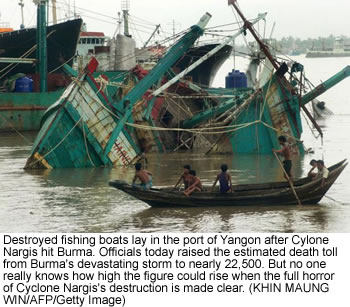 Destroyed fishing boats lay in the port of Yangon after Cylone
Nargis hit Burma. Officials today raised the estimated death toll
from Burma's devastating storm to nearly 22,500. But no one
really knows how high the figure could rise when the full horror
of Cyclone Nargis's destruction is made clear. (KHIN MAUNG
WIN/AFP/Getty Image)